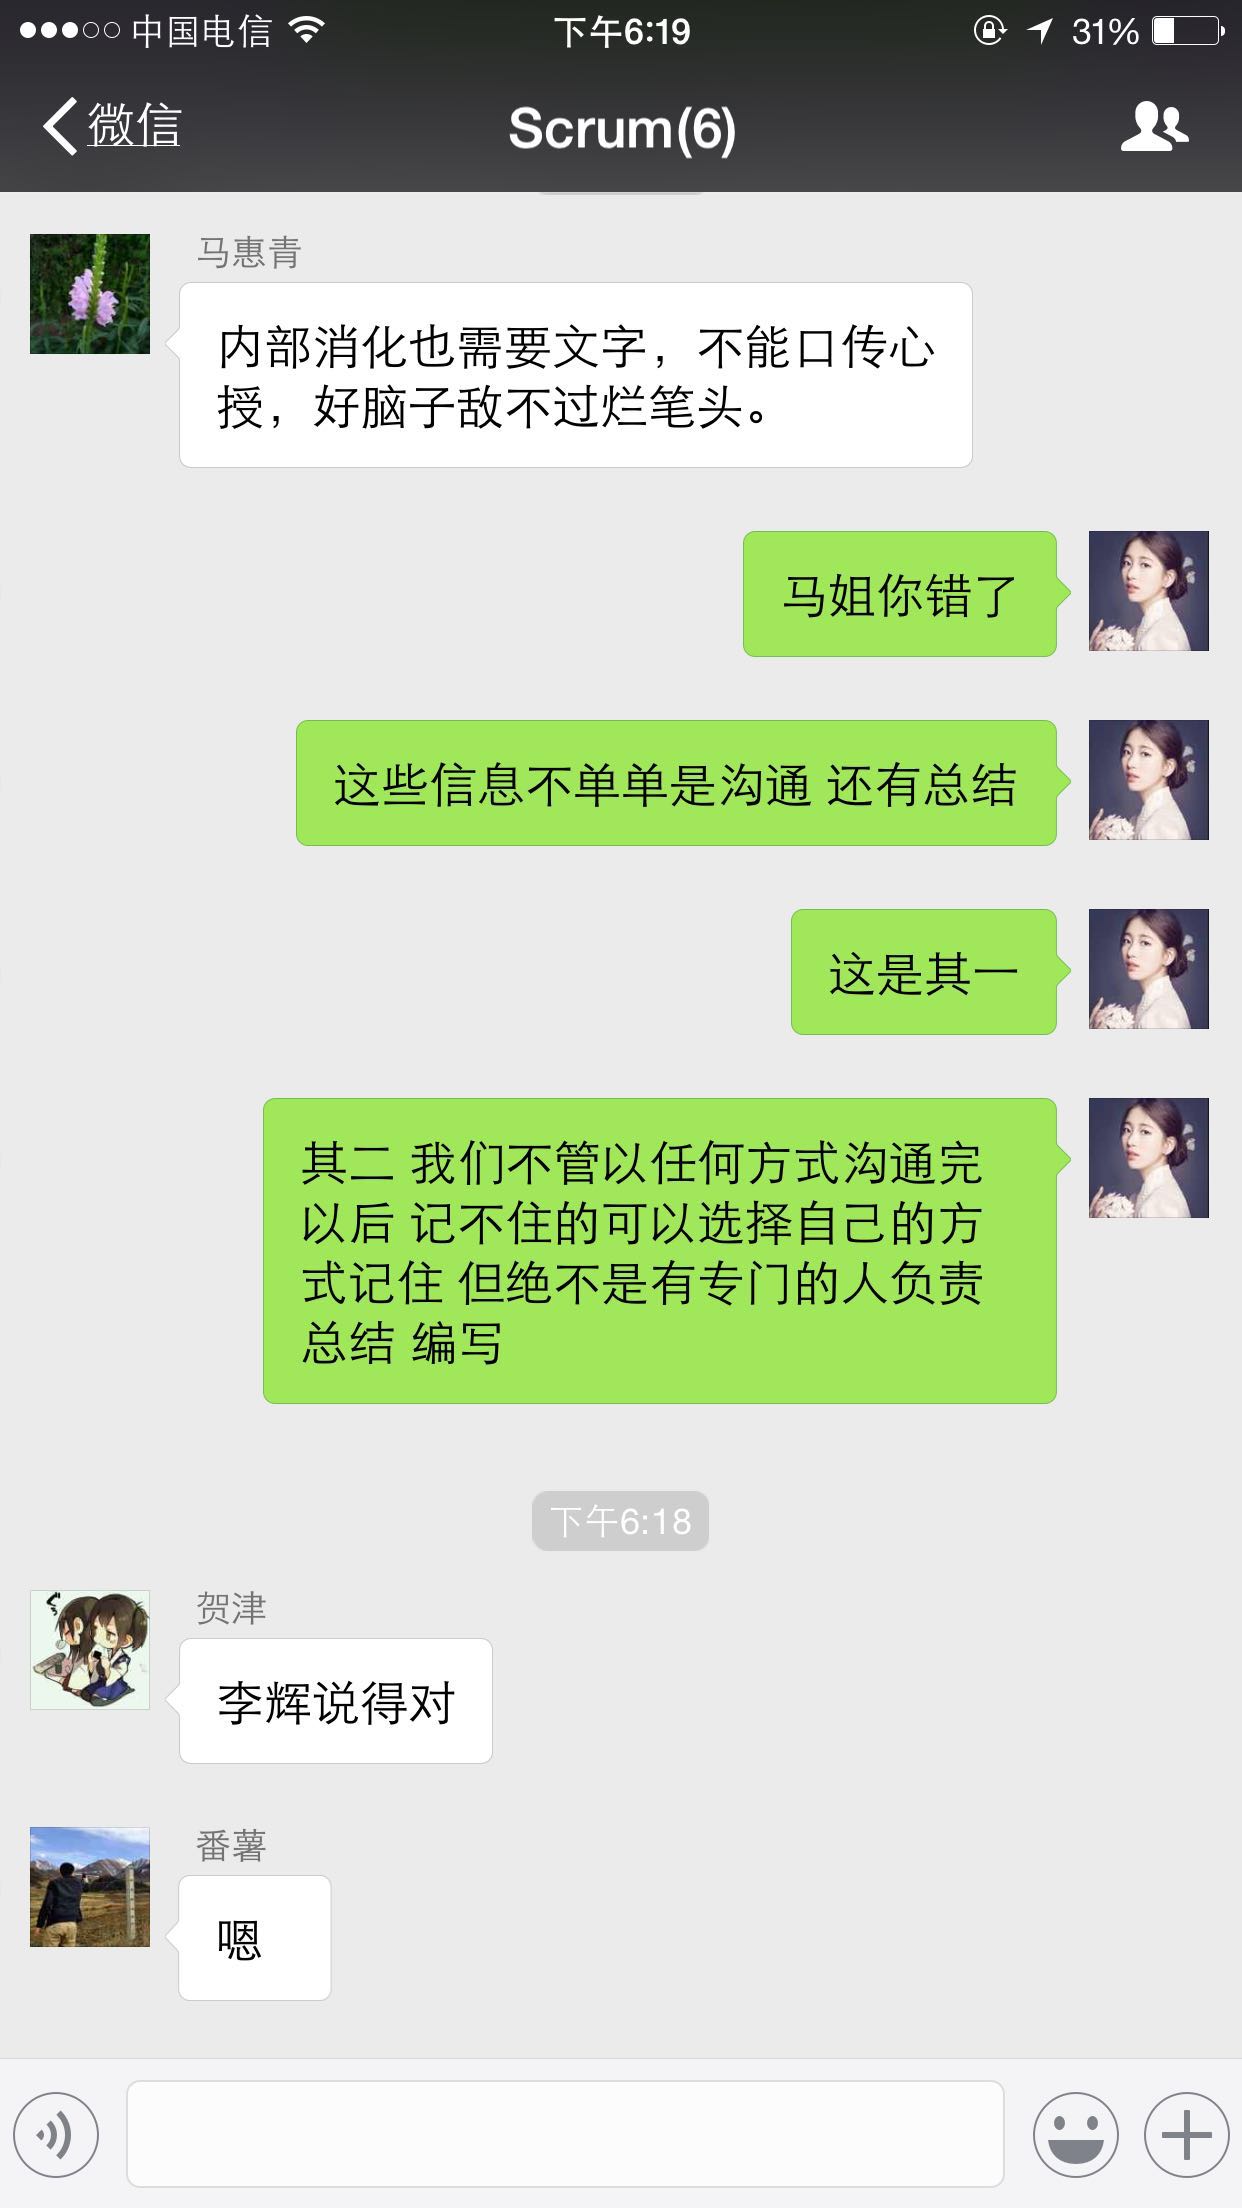 中国电信 下午6:19 31%
微信 Scrum(6)
马惠青
内部消化也需要文字，不能口传心
授，好脑子敌不过烂笔头。
马姐你错了
这些信息不单单是沟通 还有总结
这是其一
其二 我们不管以任何方式沟通完
以后 记不住的可以选择自己的方
式记住 但绝不是有专门的人负责
总结 编写
下午6:18
贺津
李辉说得对
番薯
嗯